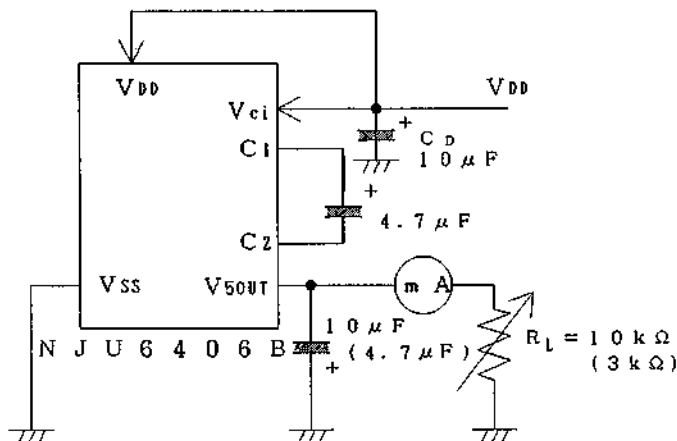 VDD
Vci
VDD
+
CD
10μF
C1
+
4.7μF
C2
VSS
V5OUT
mA
10μF
(4.7μF)
+
RL=10kΩ
(3kΩ)
NJU6406B